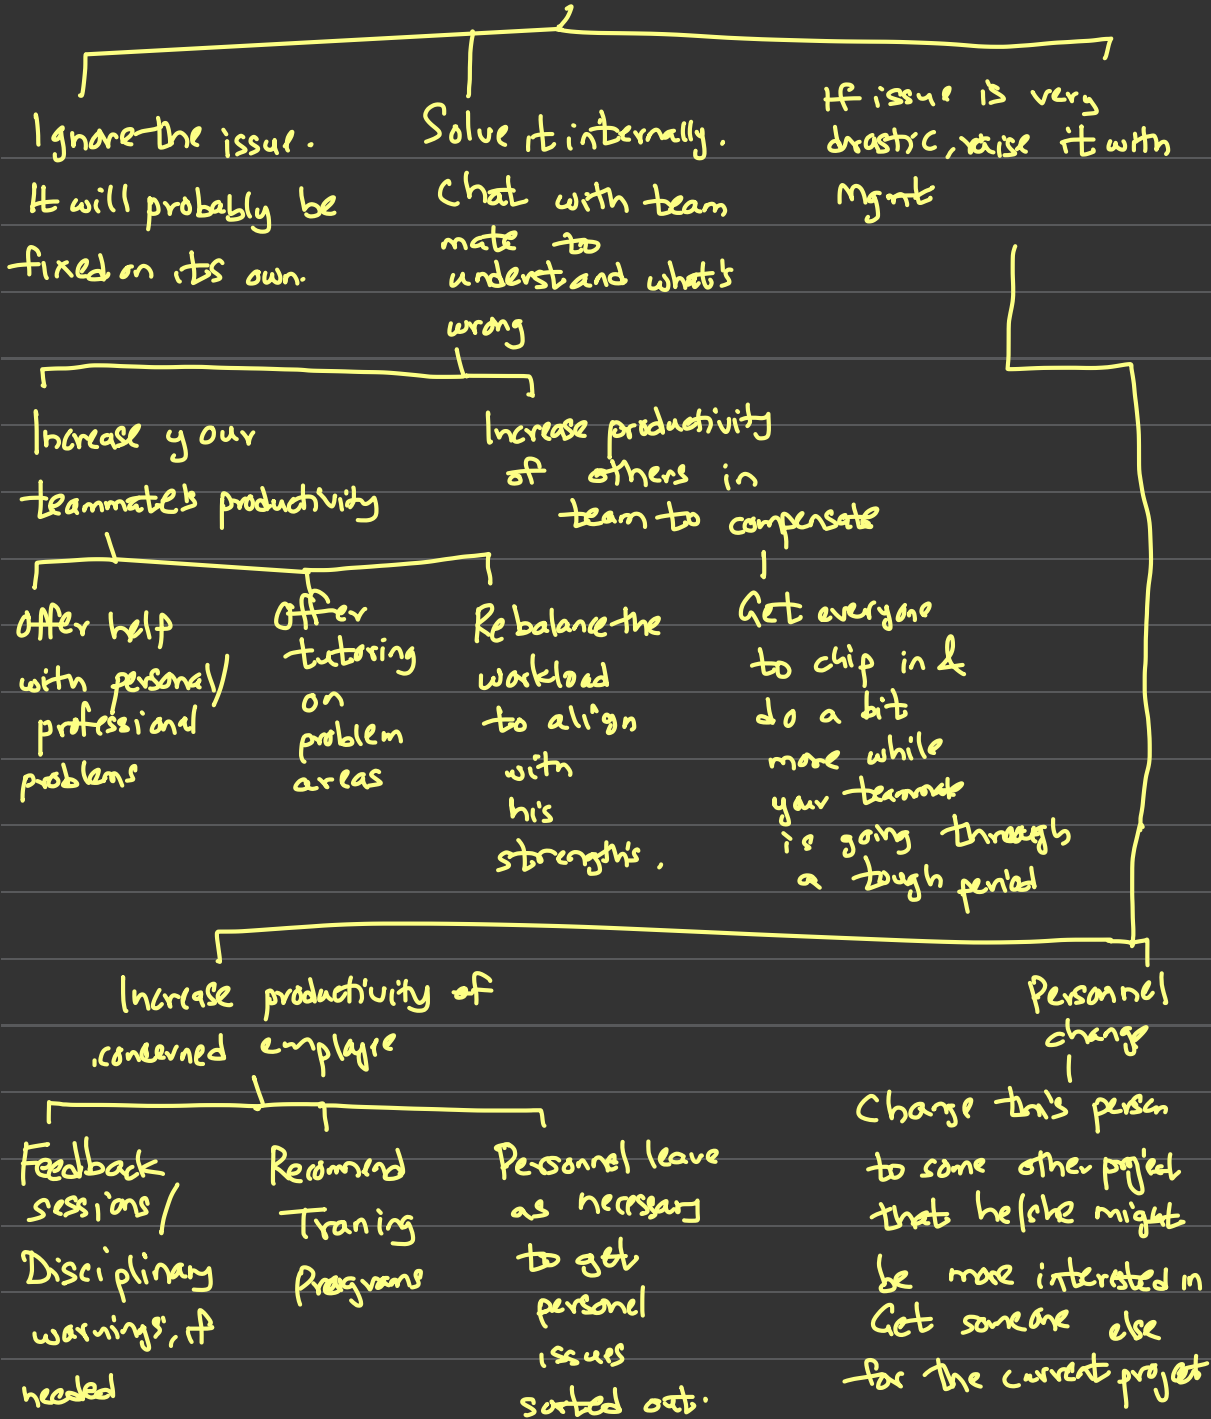 Ignore the issue.
It will probably be
fixed on its own.
Solve it internally.
Chat with team
mate to
understand what's
wrong
If issue is very
drastic, raise it with
Mgmt
Increase your
teammate's productivity
Increase productivity
of others in
team to compensate
Offer help
with personal/
professional
problems
Offer
tutoring
on
problem
areas
Rebalance the
workload
to align
with
his
strengths.
Get everyone
to chip in &
do a bit
more while
your teammate
is going through
a tough period
Increase productivity of
concerned employee
Personnel
change
Feedback
sessions/
Disciplinary
warnings, if
needed
Recommend
Traning
Programs
Personnel leave
as necessary
to get
personel
issues
sorted out.
Change this person
to some other project
that he/she might
be more interested in
Get someone else
for the current project